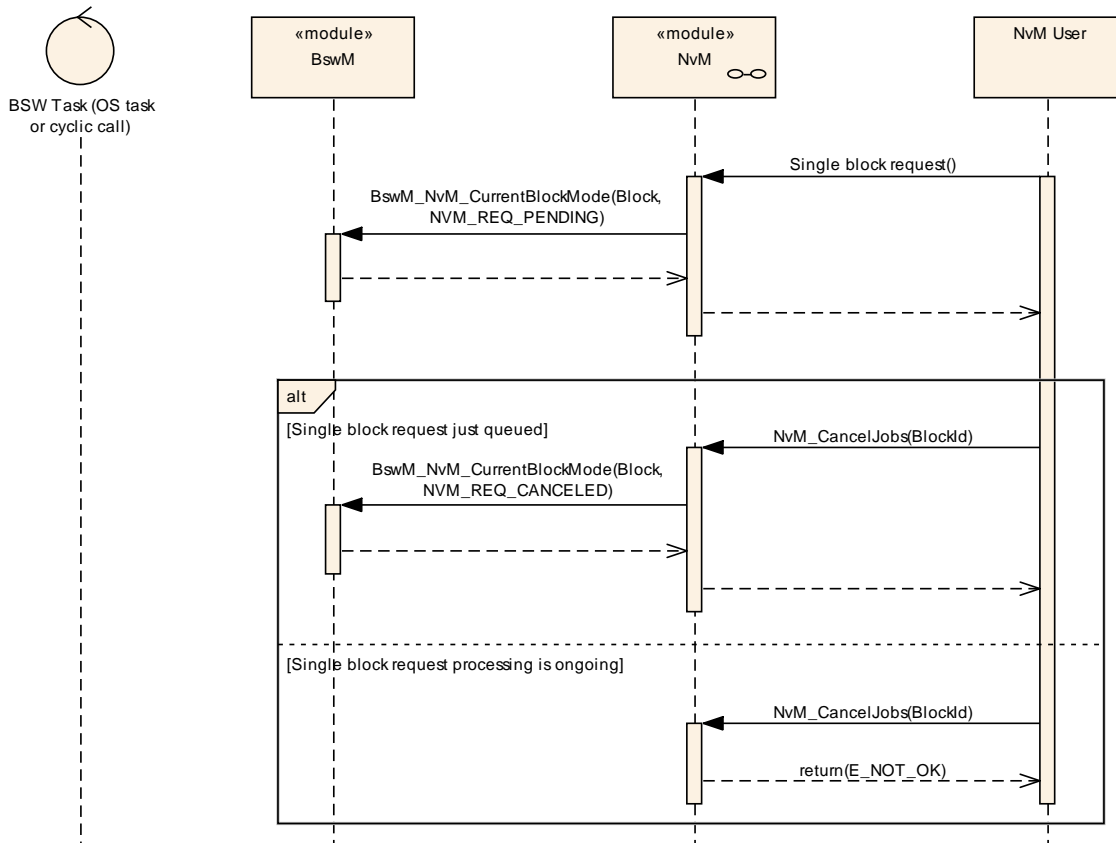 «module»
BswM
«module»
NvM
NvM User
BSW Task (OS task
or cyclic call)
Single block request()
BswM_NvM_CurrentBlockMode(Block,
NVM_REQ_PENDING)
alt
[Single block request just queued]
NvM_CancelJobs(BlockId)
BswM_NvM_CurrentBlockMode(Block,
NVM_REQ_CANCELED)
[Single block request processing is ongoing]
NvM_CancelJobs(BlockId)
return(E_NOT_OK)